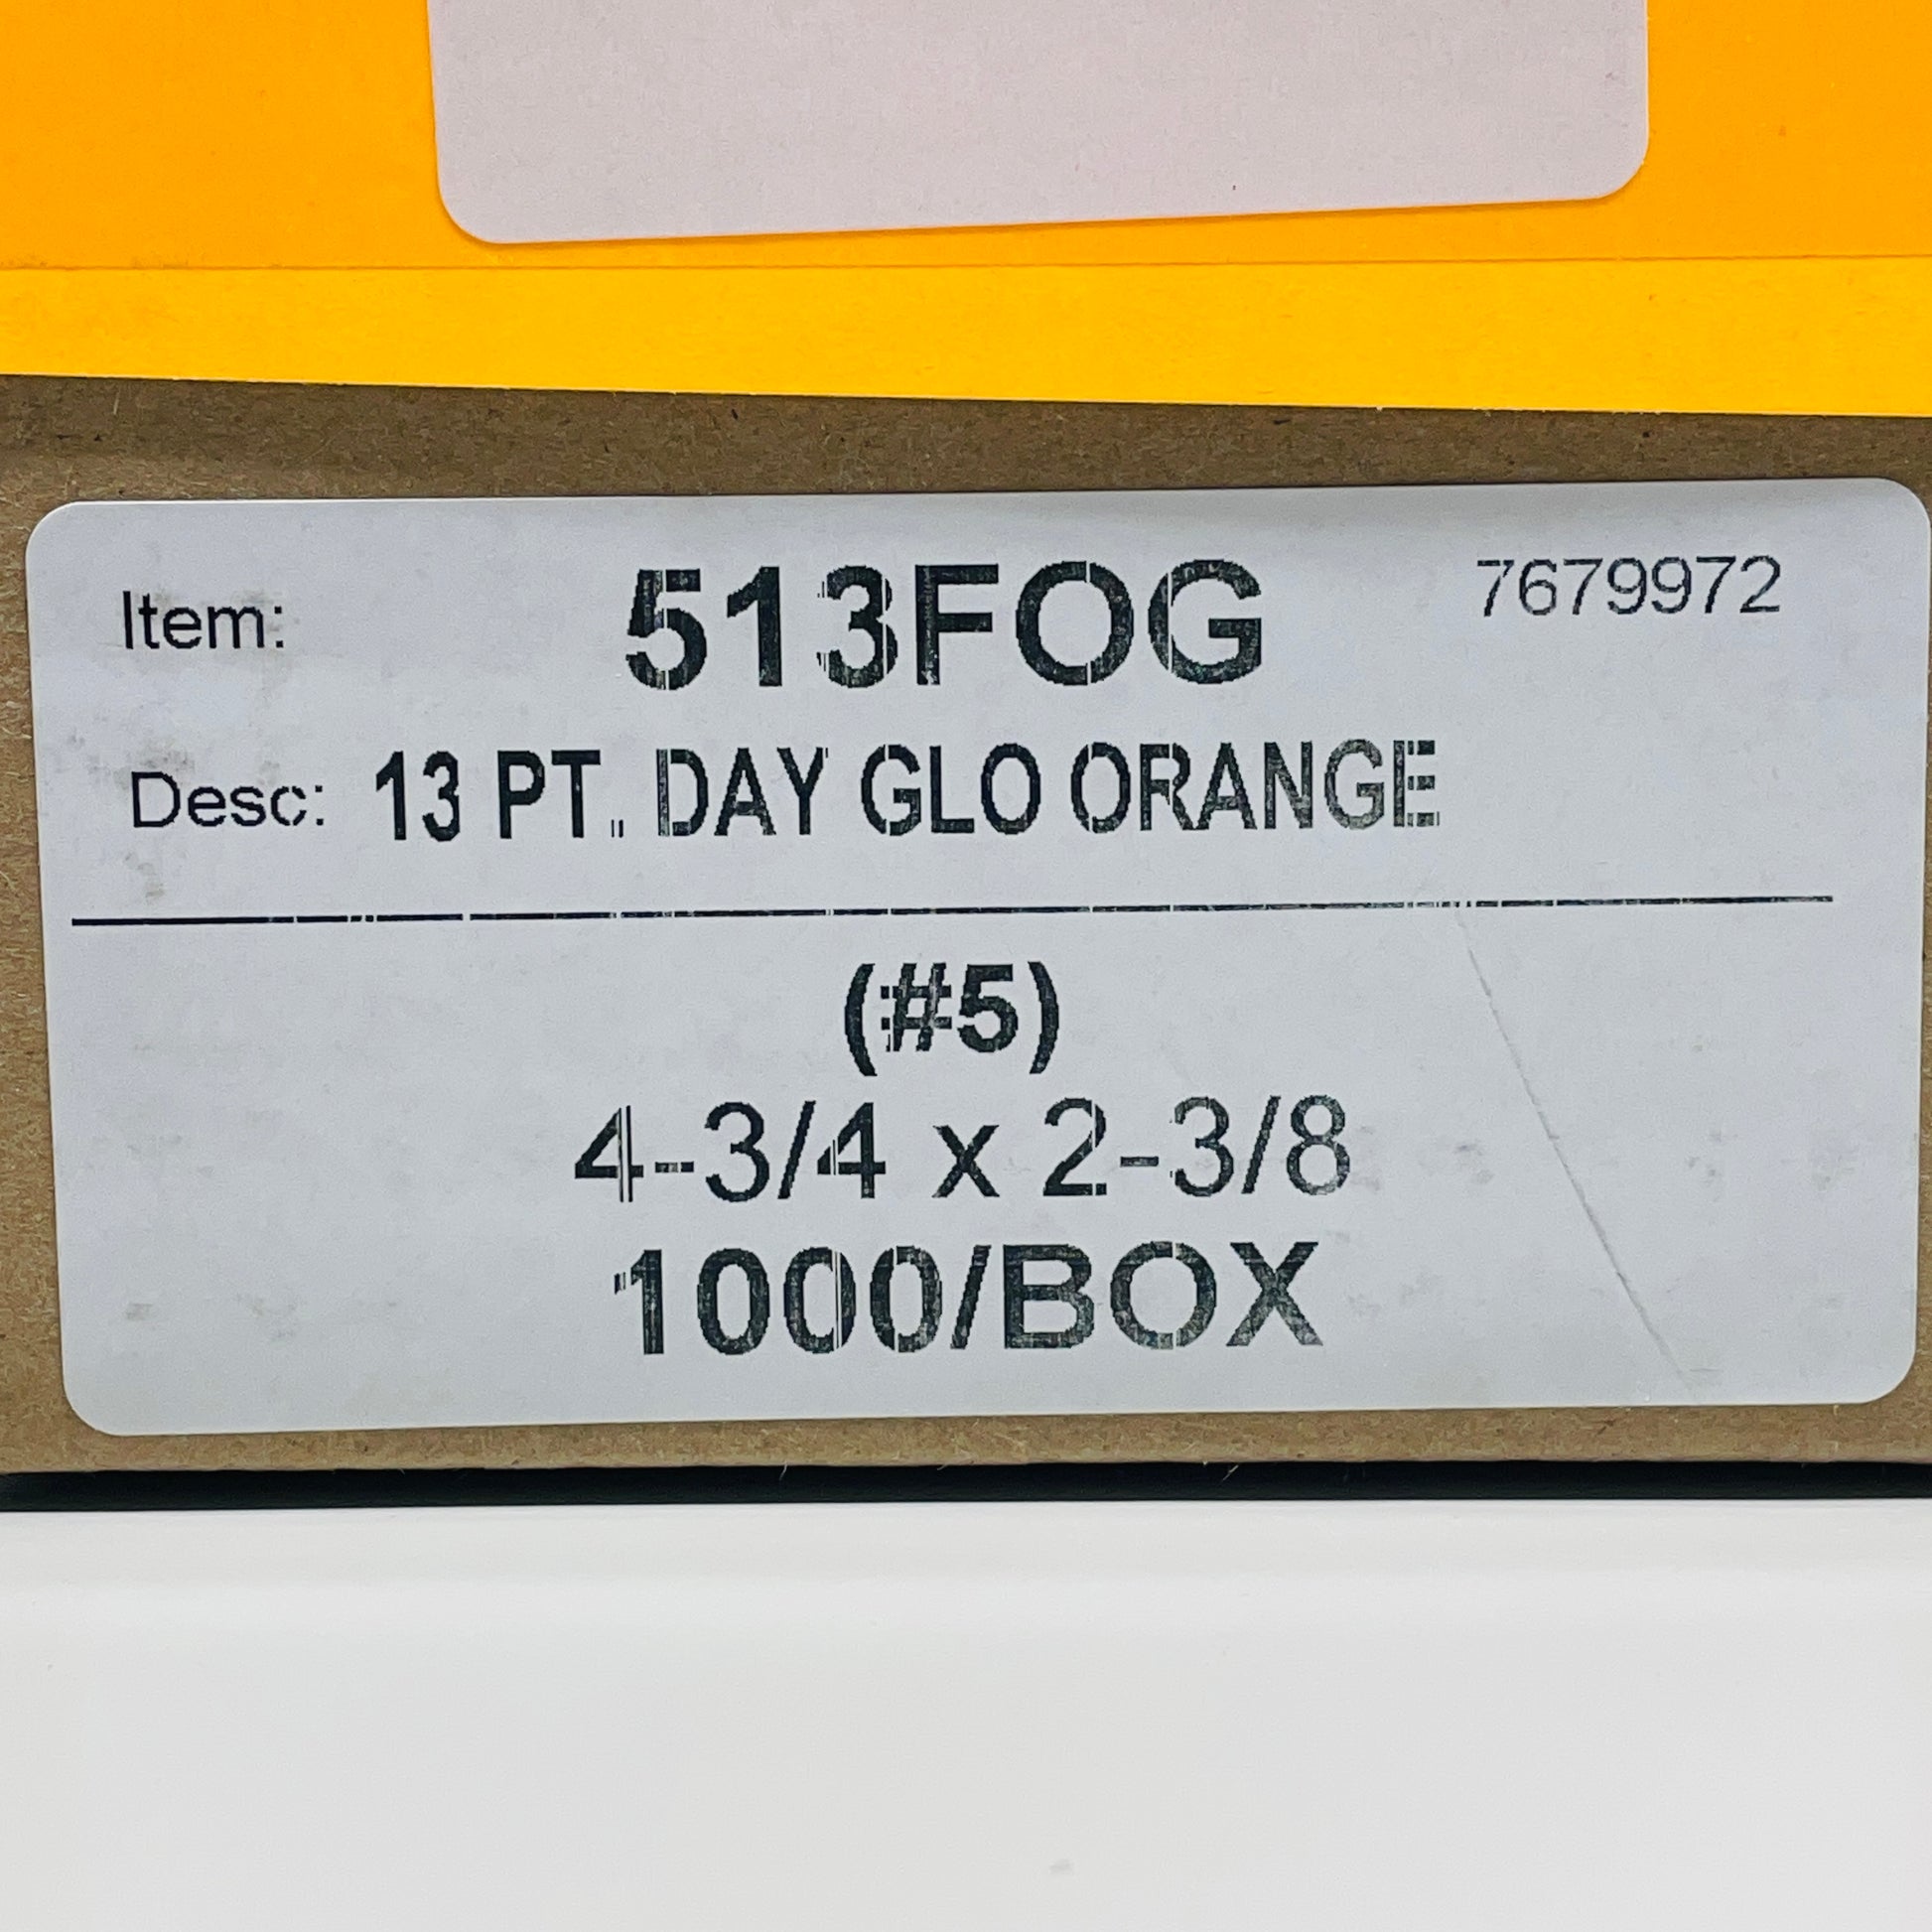 Item: 513FOG 7679972
Desc: 13 PT. DAY GLO ORANGE
(#5)
4-3/4 x 2-3/8
1000/BOX